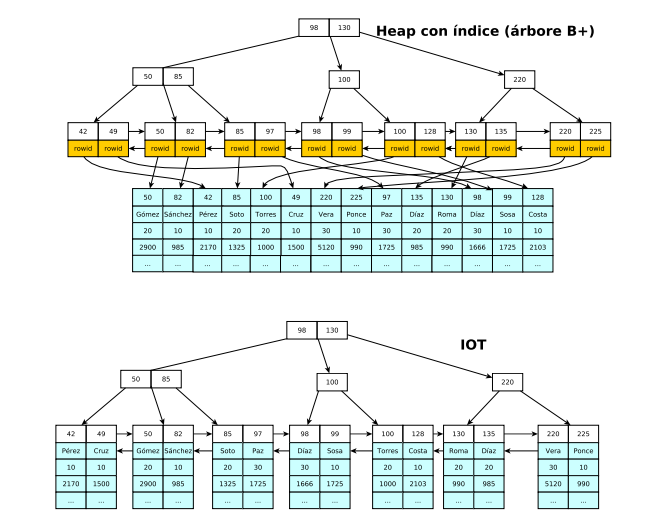 98 130
Heap con índice (árbore B+)
50 85
100
220
42 49 50 82 85 97 98 99 100 128 130 135 220 225
rowid rowid rowid rowid rowid rowid rowid rowid rowid rowid rowid rowid rowid rowid
50 82 42 85 100 49 220 225 97 135 130 98 99 128
Gómez Sánchez Pérez Soto Torres Cruz Vera Ponce Paz Díaz Roma Díaz Sosa Costa
20 10 10 20 20 10 30 10 30 20 20 30 10 10
2900 985 2170 1325 1000 1500 5120 990 1725 985 990 1666 1725 2103
... ... ... ... ... ... ... ... ... ... ... ... ... ...
98 130
IOT
50 85
100
220
42 49 50 82 85 97 98 99 100 128 130 135 220 225
Pérez Cruz Gómez Sánchez Soto Paz Díaz Sosa Torres Costa Roma Díaz Vera Ponce
10 10 20 10 20 30 30 10 20 10 20 20 30 10
2170 1500 2900 985 1325 1725 1666 1725 1000 2103 990 985 5120 990
... ... ... ... ... ... ... ... ... ... ... ... ... ...